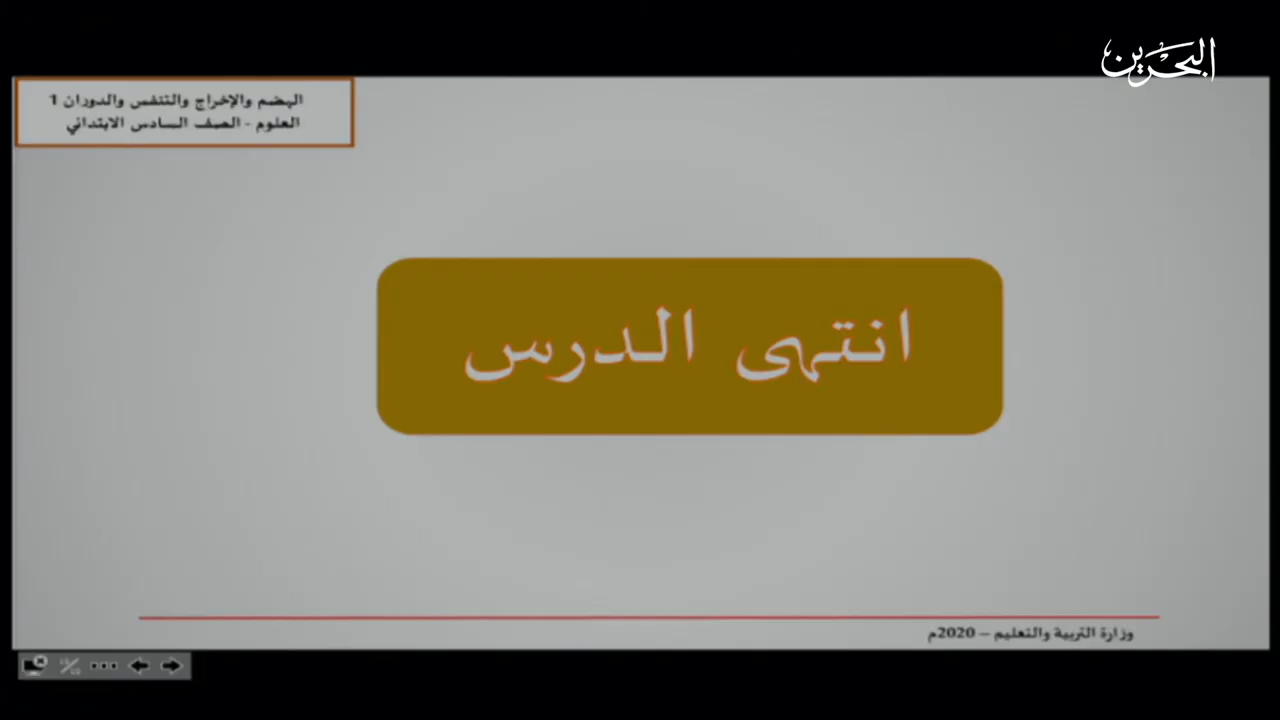 البحرين
الهضم والإخراج والتنفس والدوران 1
العلوم - الصف السادس الابتدائي
انتهى الدرس
وزارة التربية والتعليم – 2020م